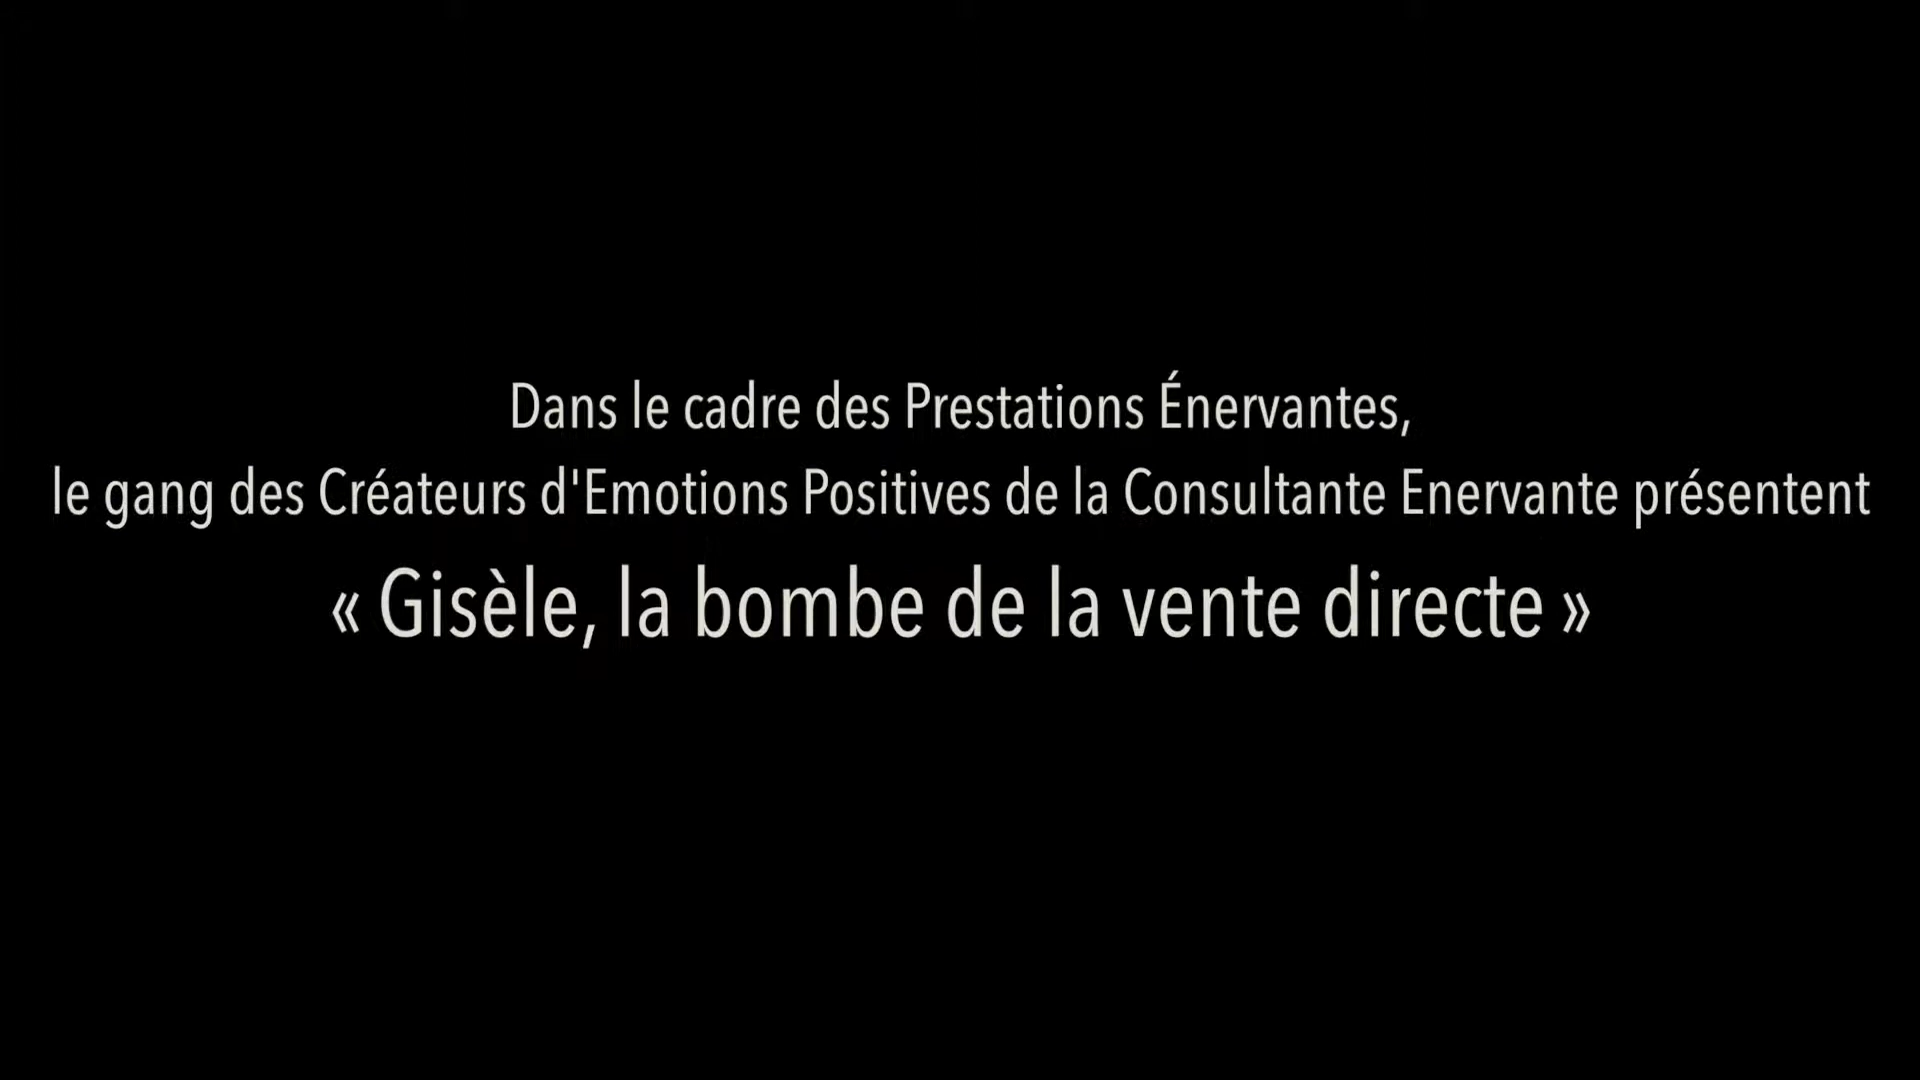 Dans le cadre des Prestations Énervantes,
le gang des Créateurs d'Emotions Positives de la Consultante Enervante présentent
« Gisèle, la bombe de la vente directe »